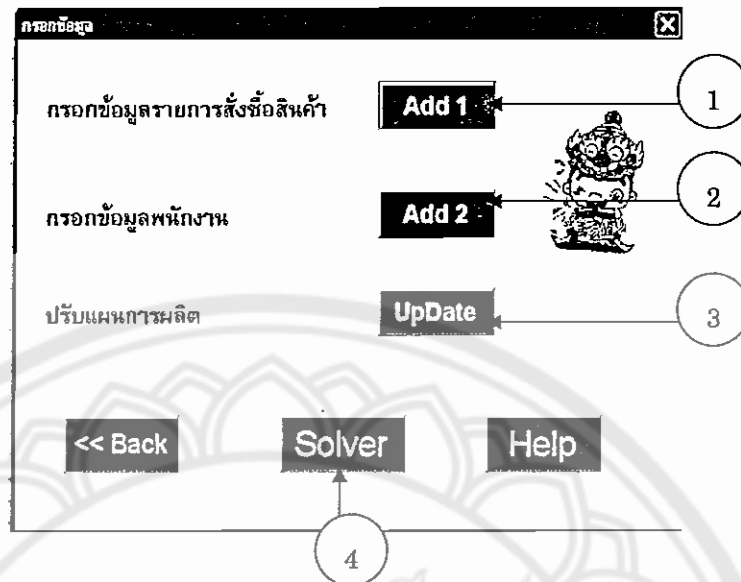 กรอกข้อมูล
กรอกข้อมูลรายการสั่งซื้อสินค้า Add 1 1
กรอกข้อมูลพนักงาน Add 2 2
ปรับแผนการผลิต UpDate 3
<< Back Solver Help
4